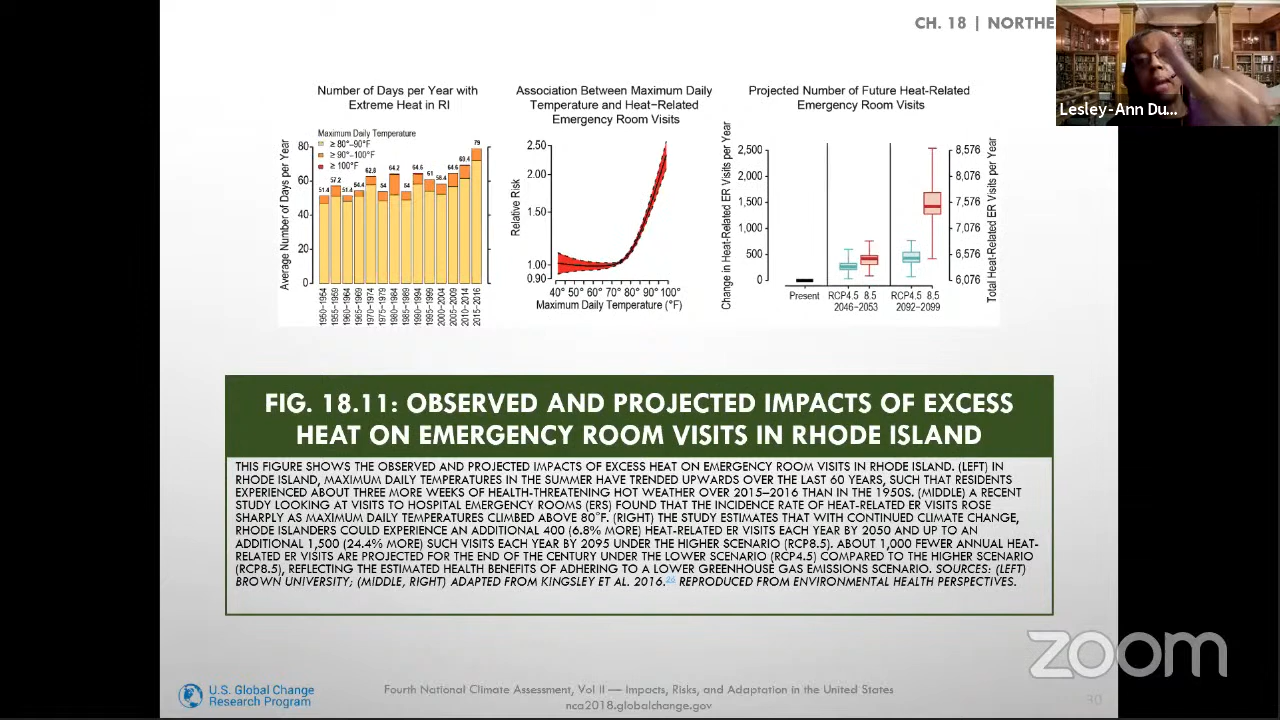 CH. 18 | NORTHE
Lesley-Ann Du...
Number of Days per Year with
Extreme Heat in RI
Maximum Daily Temperature
≥ 80°–90°F
≥ 90°–100°F
≥ 100°F
Average Number of Days per Year
80
60
40
20
0
51.4
57.2
51.4
54.4
62.8
54
64.2
54
64.6
61
58.4
64.6
69.4
79
1950–1954
1955–1959
1960–1964
1965–1969
1970–1974
1975–1979
1980–1984
1985–1989
1990–1994
1995–1999
2000–2004
2005–2009
2010–2014
2015–2016
Association Between Maximum Daily
Temperature and Heat−Related
Emergency Room Visits
Relative Risk
2.50
2.00
1.50
1.00
0.90
40° 50° 60° 70° 80° 90° 100°
Maximum Daily Temperature (°F)
Projected Number of Future Heat-Related
Emergency Room Visits
Change in Heat-Related ER Visits per Year
2,500
2,000
1,500
1,000
500
0
8,576
8,076
7,576
7,076
6,576
6,076
Total Heat-Related ER Visits per Year
Present RCP4.5 8.5 RCP4.5 8.5
2046–2053 2092–2099
FIG. 18.11: OBSERVED AND PROJECTED IMPACTS OF EXCESS
HEAT ON EMERGENCY ROOM VISITS IN RHODE ISLAND
THIS FIGURE SHOWS THE OBSERVED AND PROJECTED IMPACTS OF EXCESS HEAT ON EMERGENCY ROOM VISITS IN RHODE ISLAND. (LEFT) IN
RHODE ISLAND, MAXIMUM DAILY TEMPERATURES IN THE SUMMER HAVE TRENDED UPWARDS OVER THE LAST 60 YEARS, SUCH THAT RESIDENTS
EXPERIENCED ABOUT THREE MORE WEEKS OF HEALTH-THREATENING HOT WEATHER OVER 2015–2016 THAN IN THE 1950S. (MIDDLE) A RECENT
STUDY LOOKING AT VISITS TO HOSPITAL EMERGENCY ROOMS (ERS) FOUND THAT THE INCIDENCE RATE OF HEAT-RELATED ER VISITS ROSE
SHARPLY AS MAXIMUM DAILY TEMPERATURES CLIMBED ABOVE 80°F. (RIGHT) THE STUDY ESTIMATES THAT WITH CONTINUED CLIMATE CHANGE,
RHODE ISLANDERS COULD EXPERIENCE AN ADDITIONAL 400 (6.8% MORE) HEAT-RELATED ER VISITS EACH YEAR BY 2050 AND UP TO AN
ADDITIONAL 1,500 (24.4% MORE) SUCH VISITS EACH YEAR BY 2095 UNDER THE HIGHER SCENARIO (RCP8.5). ABOUT 1,000 FEWER ANNUAL HEAT-
RELATED ER VISITS ARE PROJECTED FOR THE END OF THE CENTURY UNDER THE LOWER SCENARIO (RCP4.5) COMPARED TO THE HIGHER SCENARIO
(RCP8.5), REFLECTING THE ESTIMATED HEALTH BENEFITS OF ADHERING TO A LOWER GREENHOUSE GAS EMISSIONS SCENARIO. SOURCES: (LEFT)
BROWN UNIVERSITY; (MIDDLE, RIGHT) ADAPTED FROM KINGSLEY ET AL. 2016.26 REPRODUCED FROM ENVIRONMENTAL HEALTH PERSPECTIVES.
zoom
U.S. Global Change
Research Program
Fourth National Climate Assessment, Vol II — Impacts, Risks, and Adaptation in the United States
nca2018.globalchange.gov
30